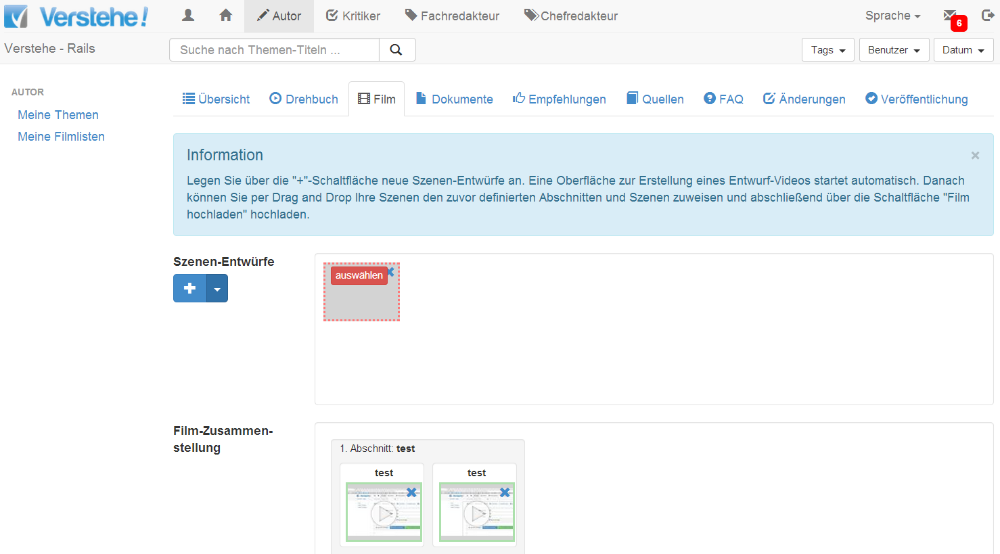 Verstehe!
Autor
Kritiker
Fachredakteur
Chefredakteur
Sprache
6
Verstehe - Rails
Suche nach Themen-Titeln ...
Tags
Benutzer
Datum
AUTOR
Meine Themen
Meine Filmlisten
Übersicht
Drehbuch
Film
Dokumente
Empfehlungen
Quellen
FAQ
Änderungen
Veröffentlichung
Information
Legen Sie über die "+"-Schaltfläche neue Szenen-Entwürfe an. Eine Oberfläche zur Erstellung eines Entwurf-Videos startet automatisch. Danach
können Sie per Drag and Drop Ihre Szenen den zuvor definierten Abschnitten und Szenen zuweisen und abschließend über die Schaltfläche "Film
hochladen" hochladen.
Szenen-Entwürfe
auswählen
Film-Zusammen-
stellung
1. Abschnitt: test
test
test